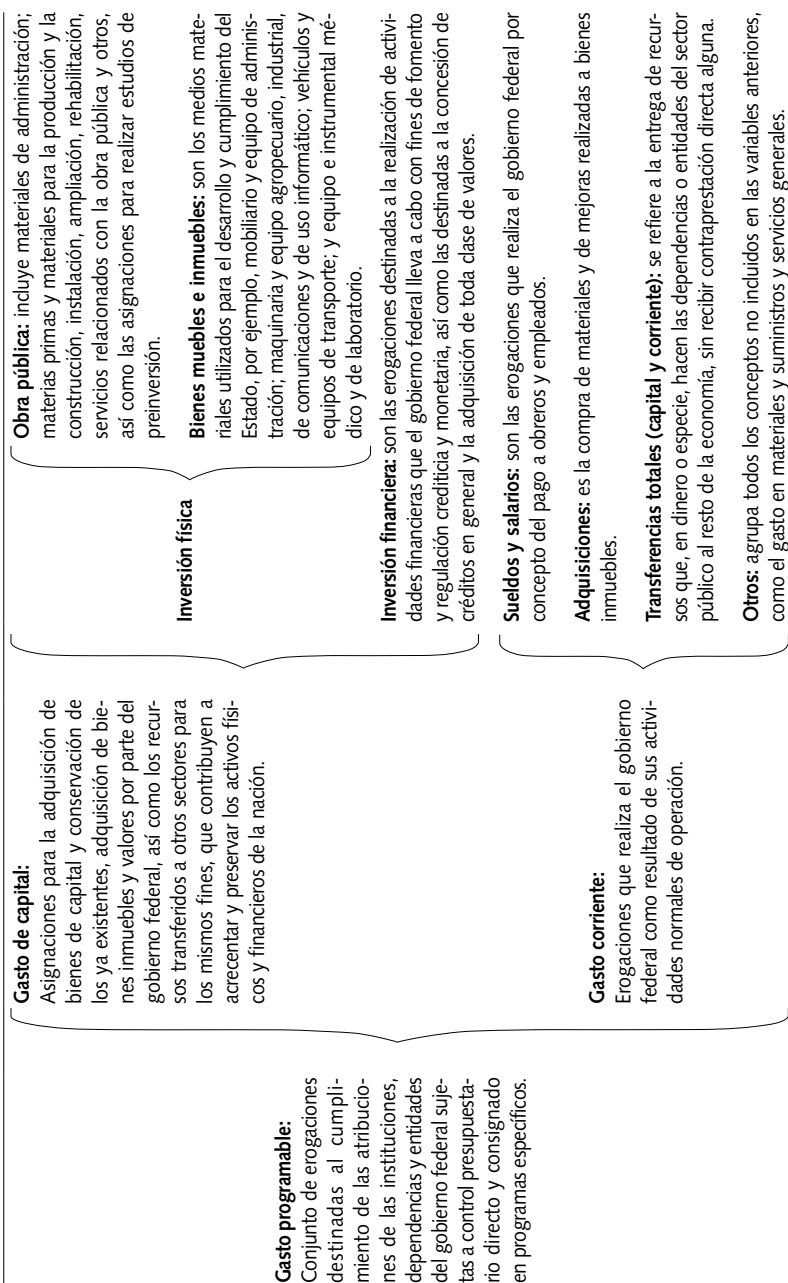 Gasto programable:
Conjunto de erogaciones
destinadas al cumpli-
miento de las atribucio-
nes de las instituciones,
dependencias y entidades
del gobierno federal suje-
tas a control presupuesta-
rio directo y consignado
en programas específicos.
Gasto de capital:
Asignaciones para la adquisición de
bienes de capital y conservación de
los ya existentes, adquisición de bie-
nes inmuebles y valores por parte del
gobierno federal, así como los recur-
sos transferidos a otros sectores para
los mismos fines, que contribuyen a
acrecentar y preservar los activos físi-
cos y financieros de la nación.
Inversión física
Obra pública: incluye materiales de administración;
materias primas y materiales para la producción y la
construcción, instalación, ampliación, rehabilitación,
servicios relacionados con la obra pública y otros,
así como las asignaciones para realizar estudios de
preinversión.
Bienes muebles e inmuebles: son los medios mate-
riales utilizados para el desarrollo y cumplimiento del
Estado, por ejemplo, mobiliario y equipo de adminis-
tración; maquinaria y equipo agropecuario, industrial,
de comunicaciones y de uso informático; vehículos y
equipos de transporte; y equipo e instrumental mé-
dico y de laboratorio.
Inversión financiera: son las erogaciones destinadas a la realización de activi-
dades financieras que el gobierno federal lleva a cabo con fines de fomento
y regulación crediticia y monetaria, así como las destinadas a la concesión de
créditos en general y la adquisición de toda clase de valores.
Gasto corriente:
Erogaciones que realiza el gobierno
federal como resultado de sus activi-
dades normales de operación.
Sueldos y salarios: son las erogaciones que realiza el gobierno federal por
concepto del pago a obreros y empleados.
Adquisiciones: es la compra de materiales y de mejoras realizadas a bienes
inmuebles.
Transferencias totales (capital y corriente): se refiere a la entrega de recur-
sos que, en dinero o especie, hacen las dependencias o entidades del sector
público al resto de la economía, sin recibir contraprestación directa alguna.
Otros: agrupa todos los conceptos no incluidos en las variables anteriores,
como el gasto en materiales y suministros y servicios generales.